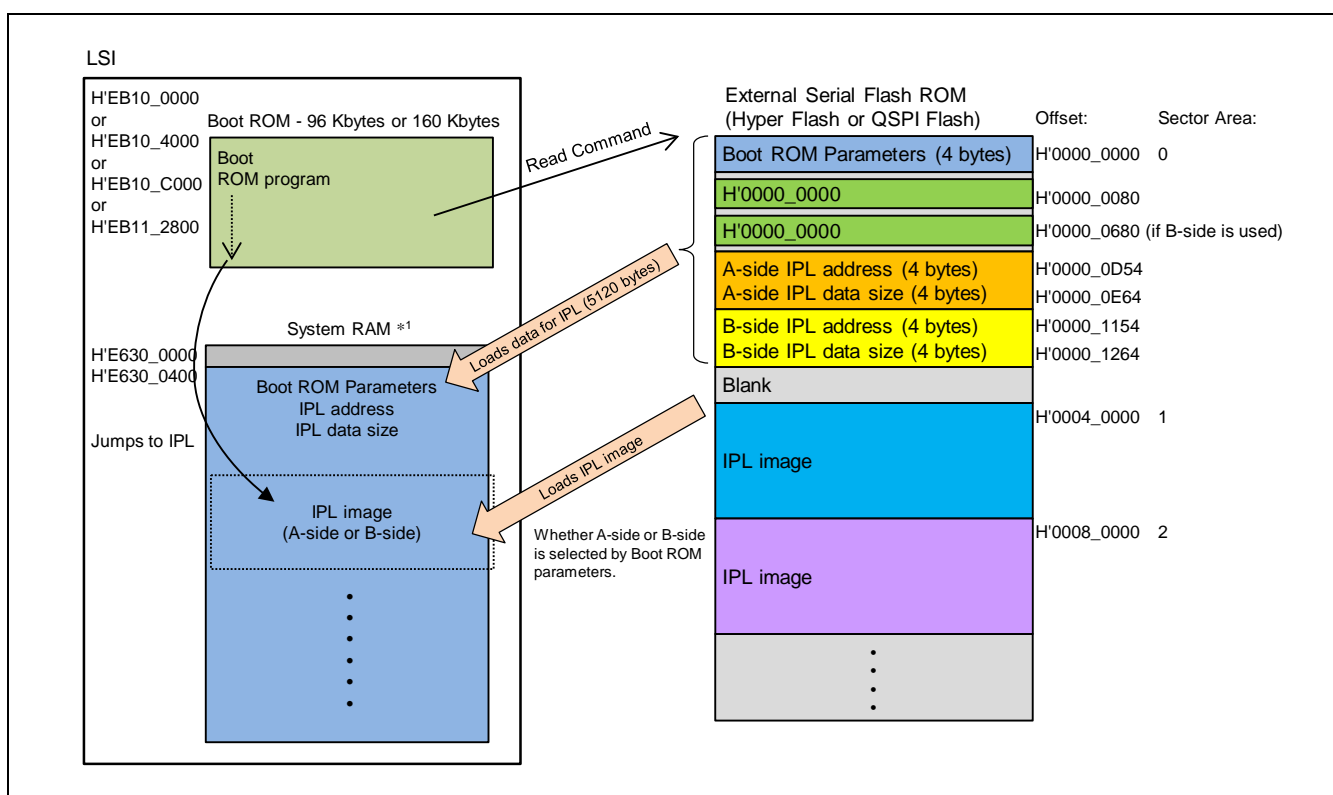 LSI
H'EB10_0000
or
H'EB10_4000
or
H'EB10_C000
or
H'EB11_2800
Boot ROM - 96 Kbytes or 160 Kbytes
Boot
ROM program
Read Command
System RAM *1
H'E630_0000
H'E630_0400
Boot ROM Parameters
IPL address
IPL data size
Jumps to IPL
IPL image
(A-side or B-side)
Loads data for IPL (5120 bytes)
Loads IPL image
Whether A-side or B-side
is selected by Boot ROM
parameters.
External Serial Flash ROM
(Hyper Flash or QSPI Flash)
Offset:
Sector Area:
Boot ROM Parameters (4 bytes)
H'0000_0000
0
H'0000_0000
H'0000_0080
H'0000_0000
H'0000_0680 (if B-side is used)
A-side IPL address (4 bytes)
H'0000_0D54
A-side IPL data size (4 bytes)
H'0000_0E64
B-side IPL address (4 bytes)
H'0000_1154
B-side IPL data size (4 bytes)
H'0000_1264
Blank
H'0004_0000
1
IPL image
H'0008_0000
2
IPL image